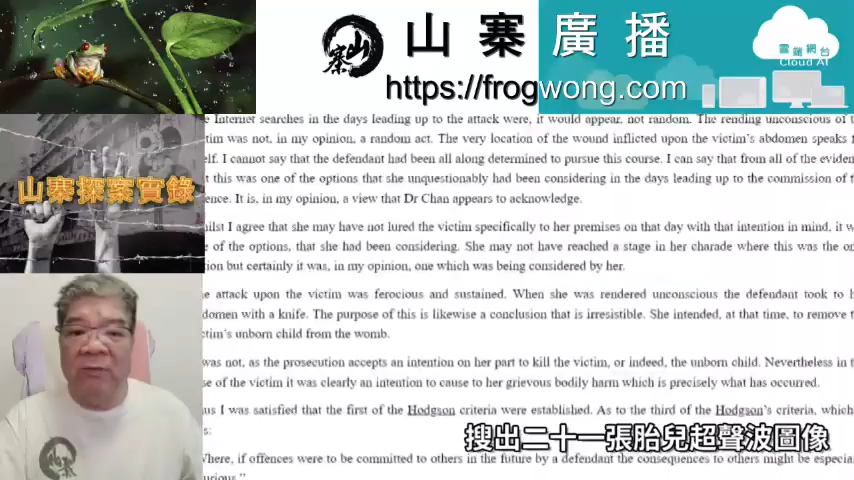 山寨廣播
山寨
https://frogwong.com
雲端網台
Cloud AI
山寨探案實錄
e Internet searches in the days leading up to the attack were, it would appear, not random. The rending unconscious of t
tim was not, in my opinion, a random act. The very location of the wound inflicted upon the victim's abdomen speaks f
elf. I cannot say that the defendant had been all along determined to pursue this course. I can say that from all of the eviden
t this was one of the options that she unquestionably had been considering in the days leading up to the commission of t
ence. It is, in my opinion, a view that Dr Chan appears to acknowledge.
hilst I agree that she may have not lured the victim specifically to her premises on that day with that intention in mind, it w
e of the options, that she had been considering. She may not have reached a stage in her charade where this was the on
tion but certainly it was, in my opinion, one which was being considered by her.
e attack upon the victim was ferocious and sustained. When she was rendered unconscious the defendant took to h
domen with a knife. The purpose of this is likewise a conclusion that is irresistible. She intended, at that time, to remove t
ctim's unborn child from the womb.
was not, as the prosecution accepts an intention on her part to kill the victim, or indeed, the unborn child. Nevertheless in t
se of the victim it was clearly an intention to cause to her grievous bodily harm which is precisely what has occurred.
us I was satisfied that the first of the Hodgson criteria were established. As to the third of the Hodgson's criteria, which
s:
Where, if offences were to be committed to others in the future by a defendant the consequences to others might be especia
urious."
搜出二十一張胎兒超聲波圖像